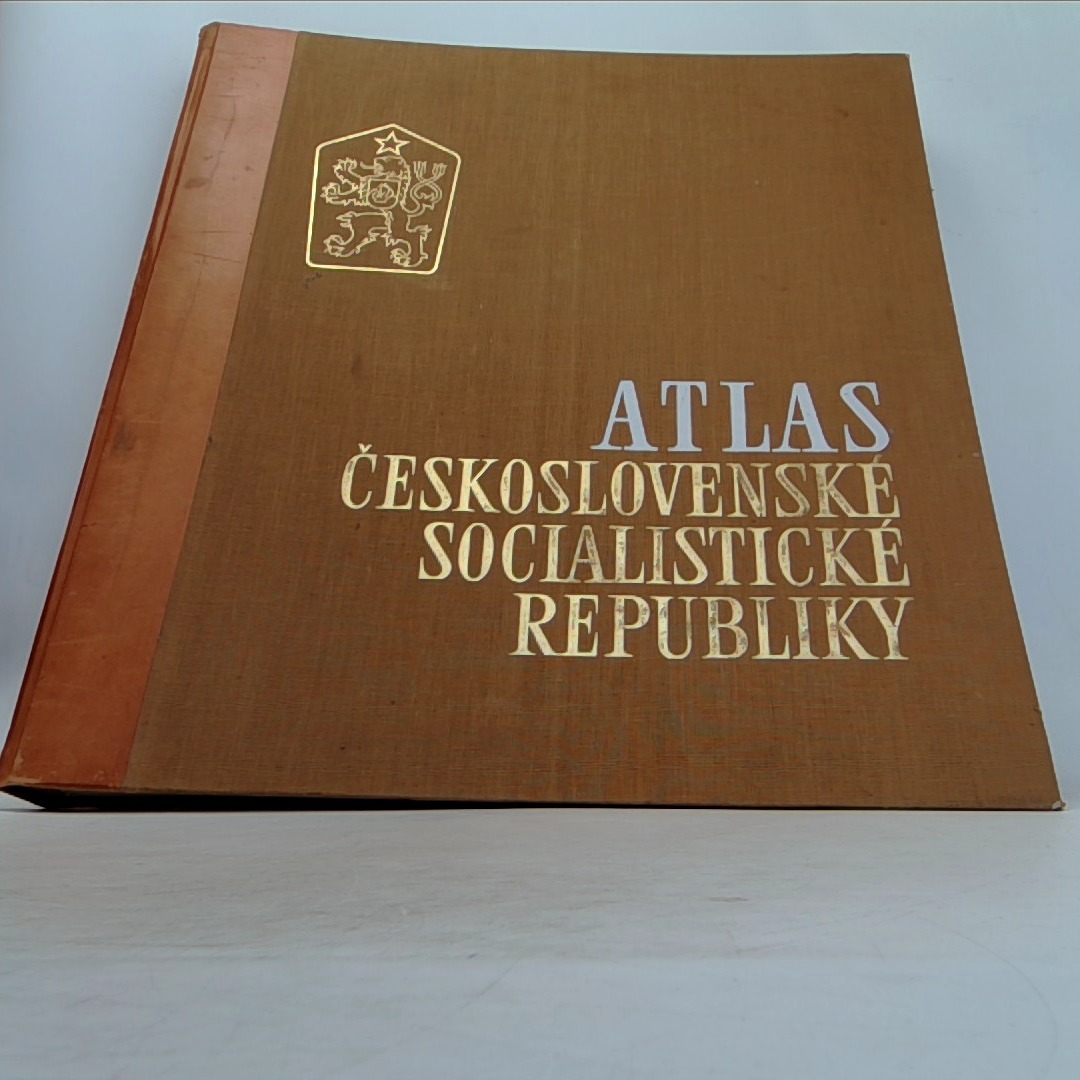 ATLAS
ČESKOSLOVENSKÉ
SOCIALISTICKÉ
REPUBLIKY